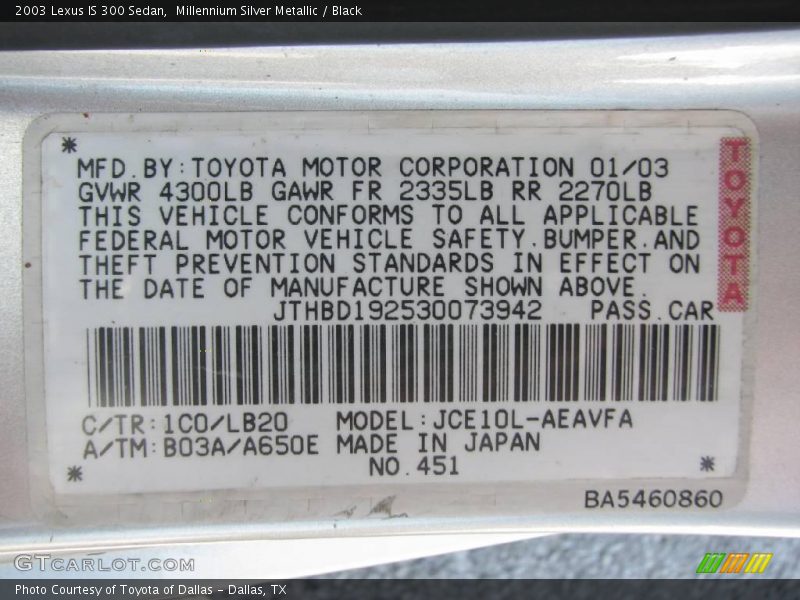 2003 Lexus IS 300 Sedan,  Millennium Silver Metallic / Black
MFD.BY:TOYOTA MOTOR CORPORATION 01/03
GVWR 4300LB GAWR FR 2335LB RR 2270LB
THIS VEHICLE CONFORMS TO ALL APPLICABLE
FEDERAL MOTOR VEHICLE SAFETY.BUMPER.AND
THEFT PREVENTION STANDARDS IN EFFECT ON
THE DATE OF MANUFACTURE SHOWN ABOVE.
JTHBD192530073942 PASS.CAR
TOYOTA
C/TR:1C0/LB20 MODEL:JCE10L-AEAVFA
A/TM:B03A/A650E MADE IN JAPAN
NO.451
BA5460860
GTCARLOT.COM
Photo Courtesy of Toyota of Dallas - Dallas, TX